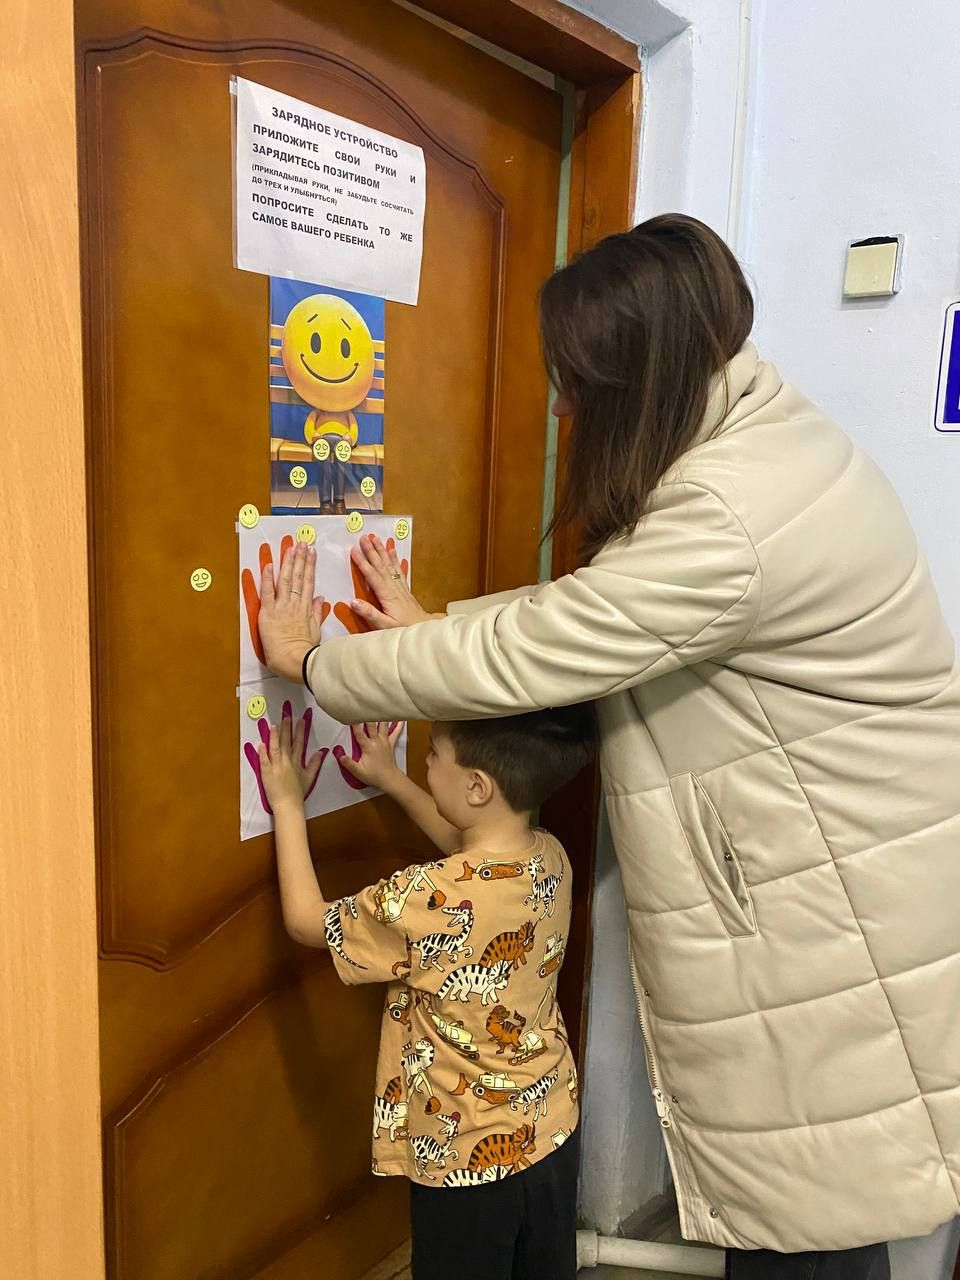 ЗАРЯДНОЕ УСТРОЙСТВО
ПРИЛОЖИТЕ СВОИ РУКИ И
ЗАРЯДИТЕСЬ ПОЗИТИВОМ
(ПРИКЛАДЫВАЯ РУКИ, НЕ ЗАБУДЬТЕ СОСЧИТАТЬ
ДО ТРЕХ И УЛЫБНУТЬСЯ)
ПОПРОСИТЕ СДЕЛАТЬ ТО ЖЕ
САМОЕ ВАШЕГО РЕБЕНКА